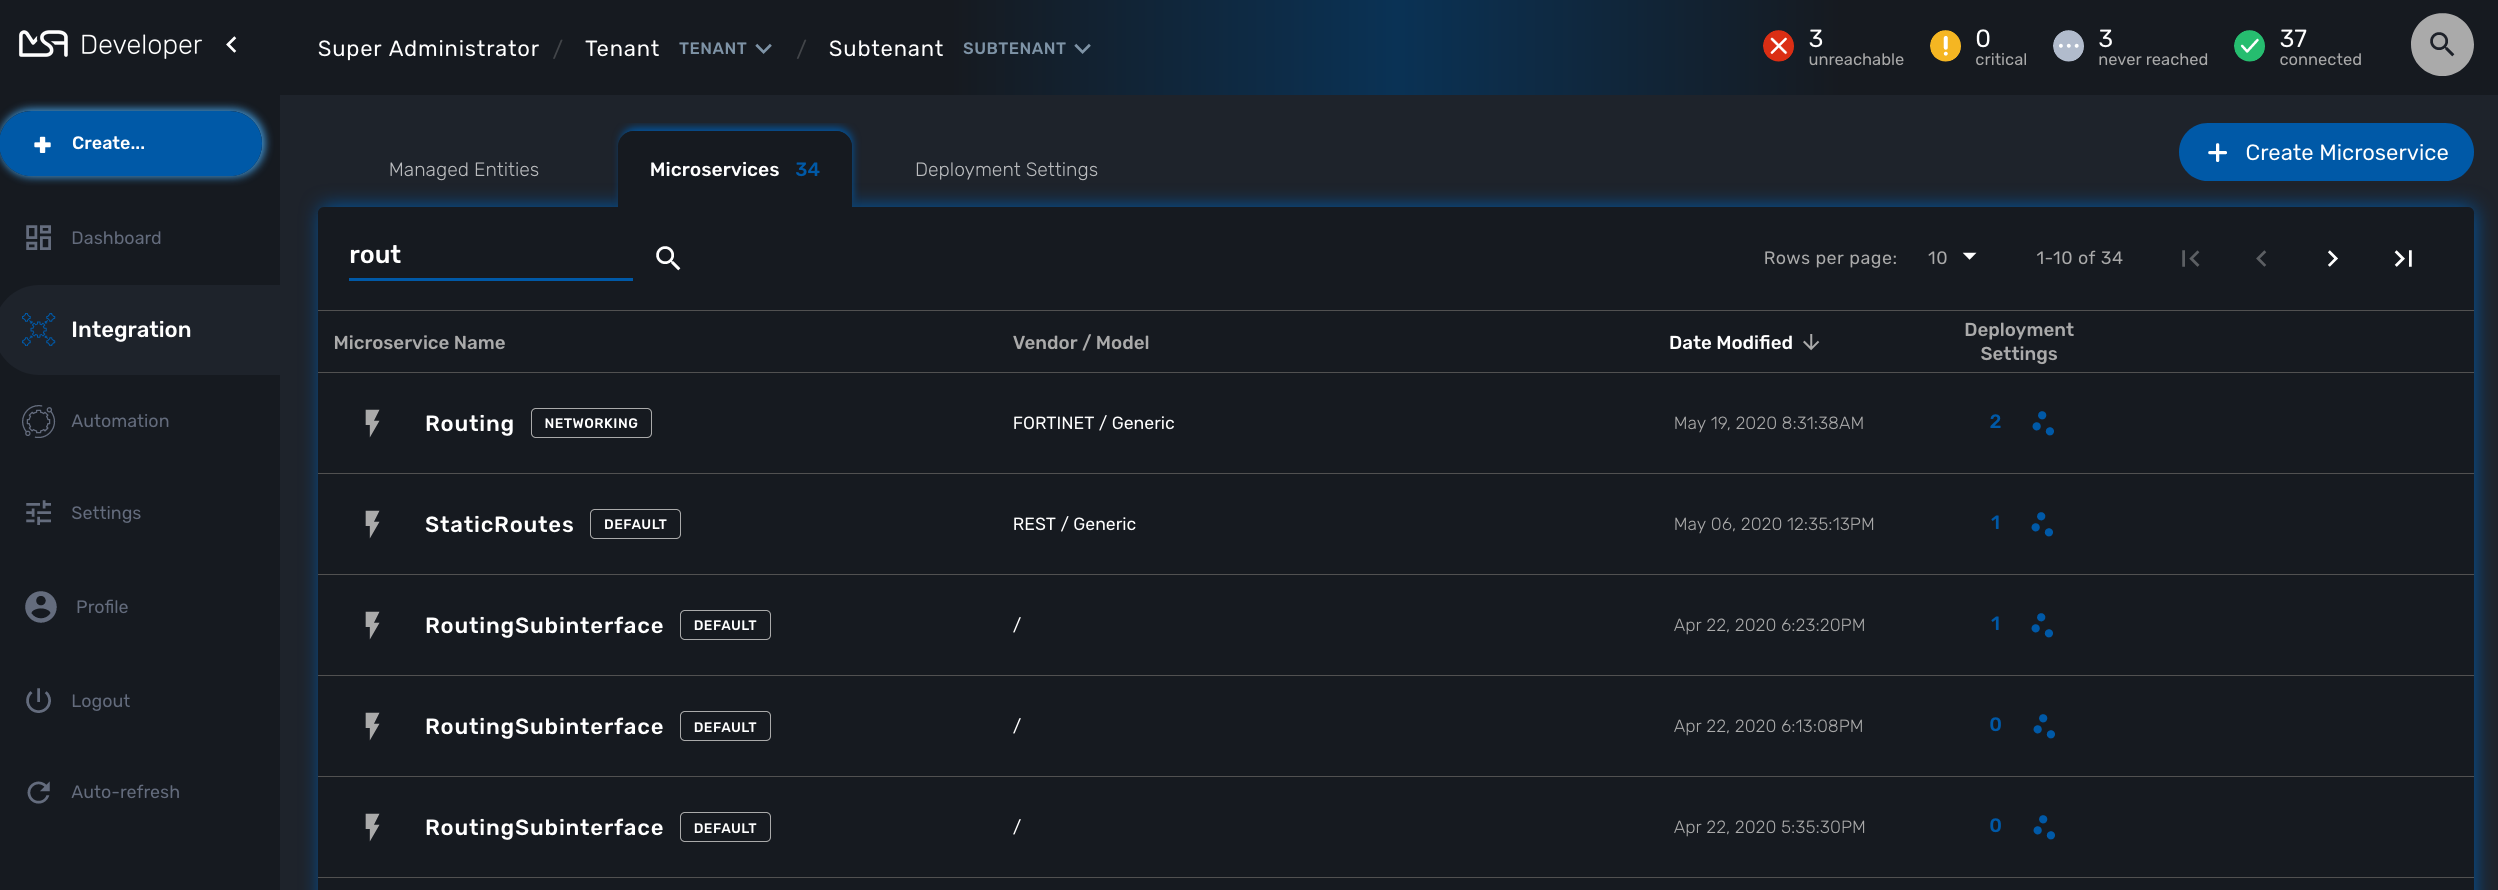 MSA Developer
Super Administrator / Tenant TENANT / Subtenant SUBTENANT
3 unreachable
0 critical
3 never reached
37 connected
Create...
Dashboard
Integration
Automation
Settings
Profile
Logout
Auto-refresh
Managed Entities
Microservices 34
Deployment Settings
Create Microservice
rout
Rows per page: 10
1-10 of 34
Microservice Name
Vendor / Model
Date Modified
Deployment
Settings
Routing NETWORKING FORTINET / Generic May 19, 2020 8:31:38AM 2
StaticRoutes DEFAULT REST / Generic May 06, 2020 12:35:13PM 1
RoutingSubinterface DEFAULT / Apr 22, 2020 6:23:20PM 1
RoutingSubinterface DEFAULT / Apr 22, 2020 6:13:08PM 0
RoutingSubinterface DEFAULT / Apr 22, 2020 5:35:30PM 0